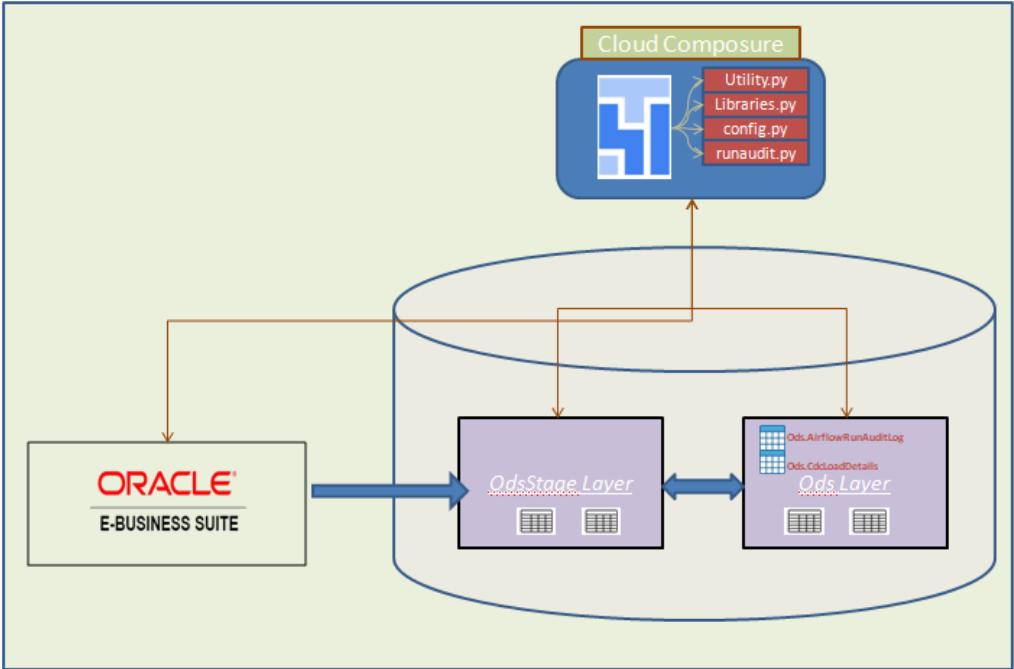 Cloud Composure
Utility.py
Libraries.py
config.py
runaudit.py
ORACLE®
E-BUSINESS SUITE
OdsStage Layer
Ods.AirflowRunAuditLog
Ods.CdcLoadDetails
Ods Layer